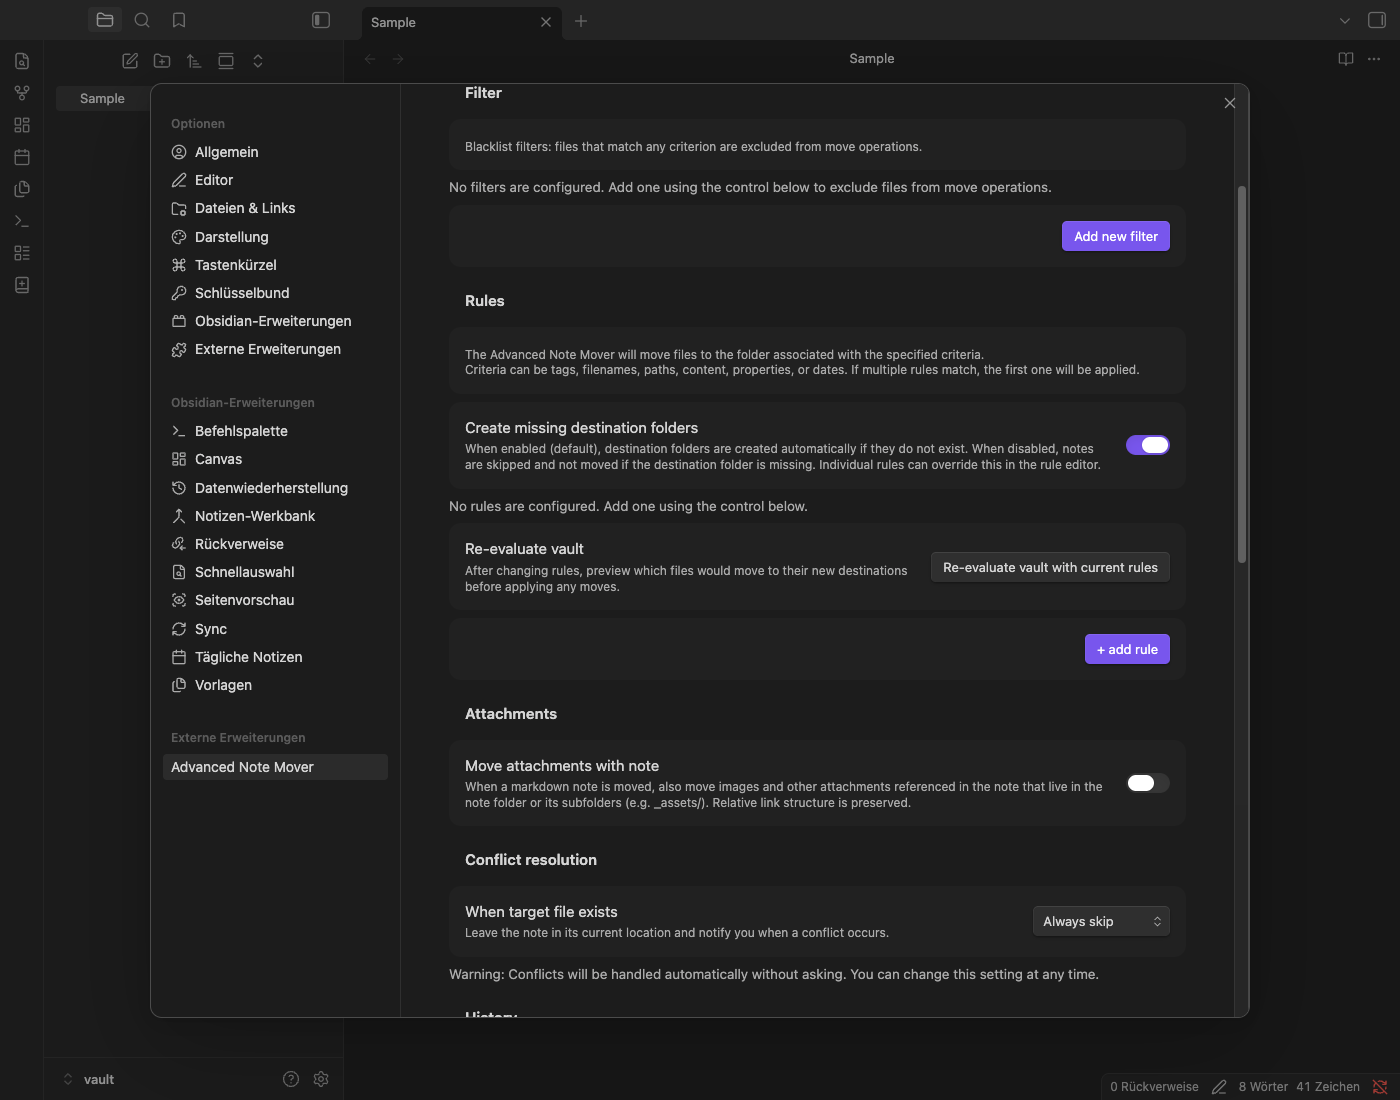 Sample
Sample
Sample
Optionen
Allgemein
Editor
Dateien & Links
Darstellung
Tastenkürzel
Schlüsselbund
Obsidian-Erweiterungen
Externe Erweiterungen
Obsidian-Erweiterungen
Befehlspalette
Canvas
Datenwiederherstellung
Notizen-Werkbank
Rückverweise
Schnellauswahl
Seitenvorschau
Sync
Tägliche Notizen
Vorlagen
Externe Erweiterungen
Advanced Note Mover
Filter
Blacklist filters: files that match any criterion are excluded from move operations.
No filters are configured. Add one using the control below to exclude files from move operations.
Add new filter
Rules
The Advanced Note Mover will move files to the folder associated with the specified criteria.
Criteria can be tags, filenames, paths, content, properties, or dates. If multiple rules match, the first one will be applied.
Create missing destination folders
When enabled (default), destination folders are created automatically if they do not exist. When disabled, notes
are skipped and not moved if the destination folder is missing. Individual rules can override this in the rule editor.
No rules are configured. Add one using the control below.
Re-evaluate vault
After changing rules, preview which files would move to their new destinations
before applying any moves.
Re-evaluate vault with current rules
+ add rule
Attachments
Move attachments with note
When a markdown note is moved, also move images and other attachments referenced in the note that live in the
note folder or its subfolders (e.g. _assets/). Relative link structure is preserved.
Conflict resolution
When target file exists
Leave the note in its current location and notify you when a conflict occurs.
Always skip
Warning: Conflicts will be handled automatically without asking. You can change this setting at any time.
History
vault
0 Rückverweise
8 Wörter
41 Zeichen